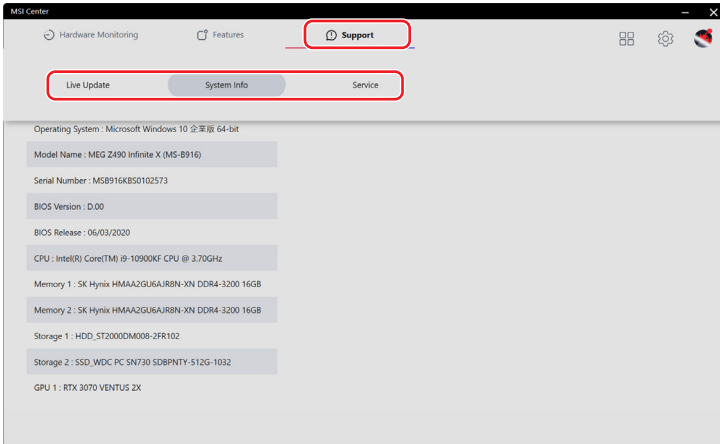 MSI Center
Hardware Monitoring
Features
Support
Live Update
System Info
Service
Operating System : Microsoft Windows 10 企業版 64-bit
Model Name : MEG Z490 Infinite X (MS-B916)
Serial Number : MSB916KBS0102573
BIOS Version : D.00
BIOS Release : 06/03/2020
CPU : Intel(R) Core(TM) i9-10900KF CPU @ 3.70GHz
Memory 1 : SK Hynix HMAA2GU6AJR8N-XN DDR4-3200 16GB
Memory 2 : SK Hynix HMAA2GU6AJR8N-XN DDR4-3200 16GB
Storage 1 : HDD_ST2000DM008-2FR102
Storage 2 : SSD_WDC PC SN730 SDBPNTY-512G-1032
GPU 1 : RTX 3070 VENTUS 2X